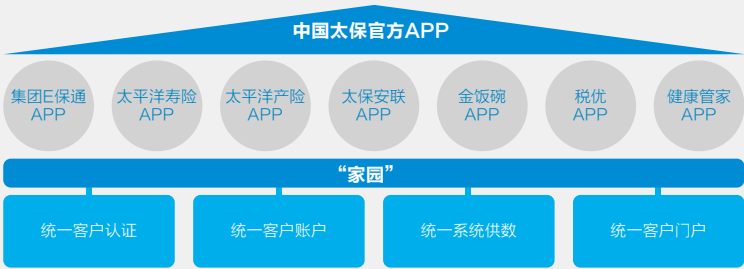 中国太保官方APP
集团E保通
APP
太平洋寿险
APP
太平洋产险
APP
太保安联
APP
金饭碗
APP
税优
APP
健康管家
APP
“家园”
统一客户认证
统一客户账户
统一系统供数
统一客户门户